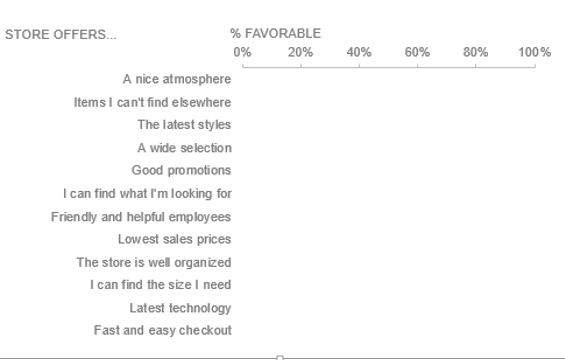 STORE OFFERS...
% FAVORABLE
0% 20% 40% 60% 80% 100%
A nice atmosphere
Items I can't find elsewhere
The latest styles
A wide selection
Good promotions
I can find what I'm looking for
Friendly and helpful employees
Lowest sales prices
The store is well organized
I can find the size I need
Latest technology
Fast and easy checkout